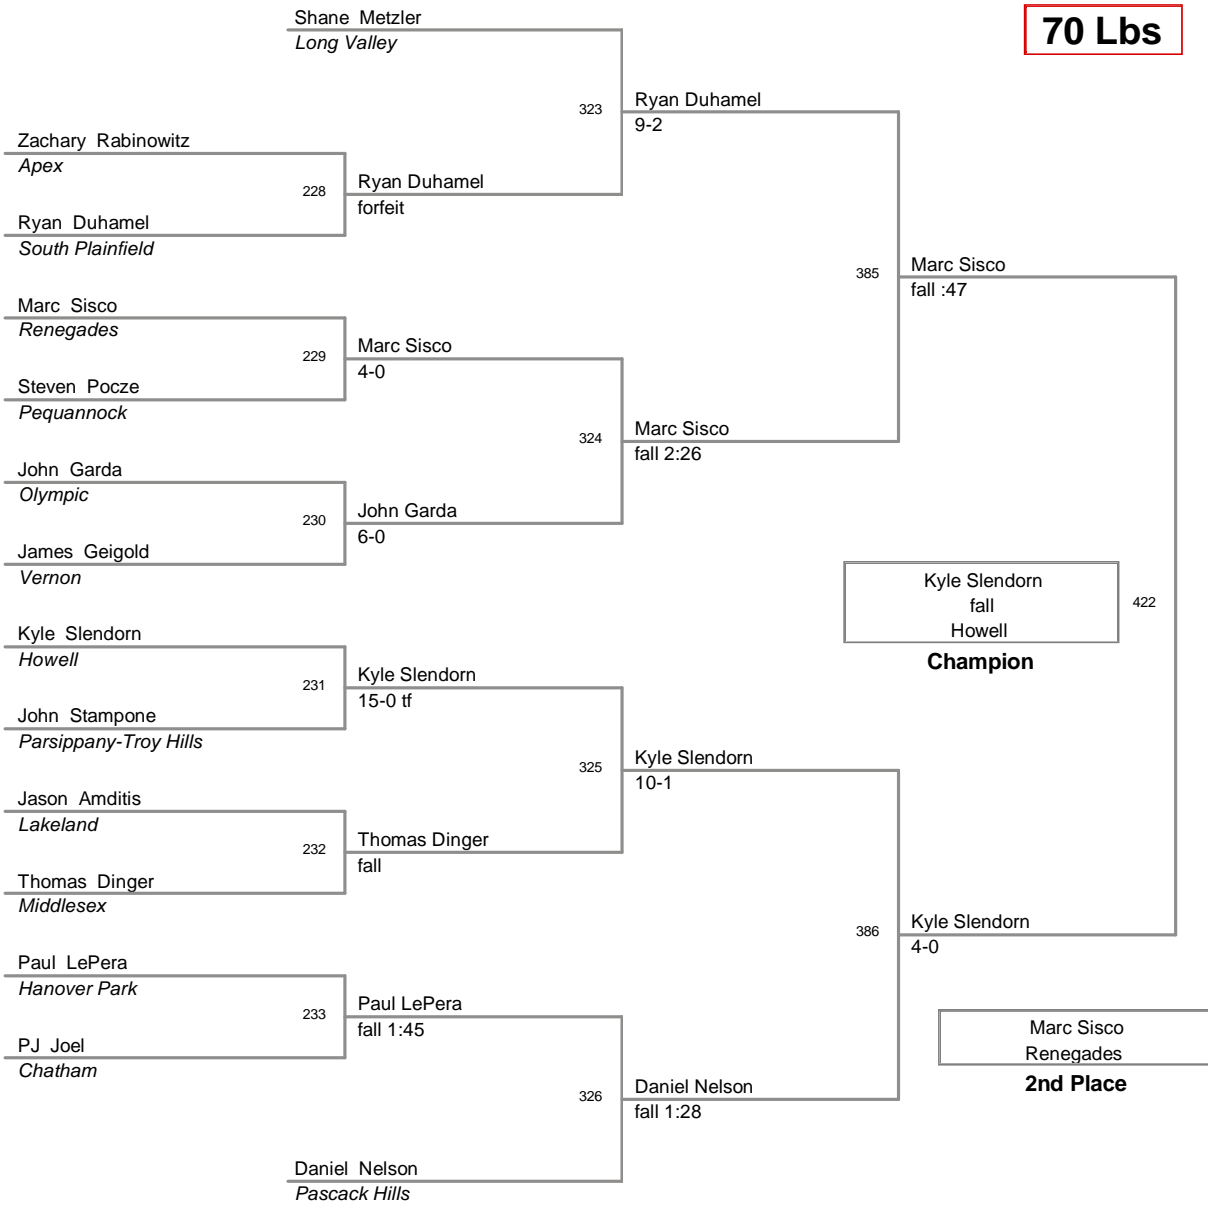 Shane Metzler
Long Valley
70 Lbs
323
Ryan Duhamel
9-2
Zachary Rabinowitz
Apex
228
Ryan Duhamel
forfeit
Ryan Duhamel
South Plainfield
385
Marc Sisco
fall :47
Marc Sisco
Renegades
229
Marc Sisco
4-0
Steven Pocze
Pequannock
324
Marc Sisco
fall 2:26
John Garda
Olympic
230
John Garda
6-0
James Geigold
Vernon
Kyle Slendorn
fall
Howell
Champion
422
Kyle Slendorn
Howell
231
Kyle Slendorn
15-0 tf
John Stampone
Parsippany-Troy Hills
325
Kyle Slendorn
10-1
Jason Amditis
Lakeland
232
Thomas Dinger
fall
Thomas Dinger
Middlesex
386
Kyle Slendorn
4-0
Paul LePera
Hanover Park
233
Paul LePera
fall 1:45
PJ Joel
Chatham
Marc Sisco
Renegades
2nd Place
326
Daniel Nelson
fall 1:28
Daniel Nelson
Pascack Hills